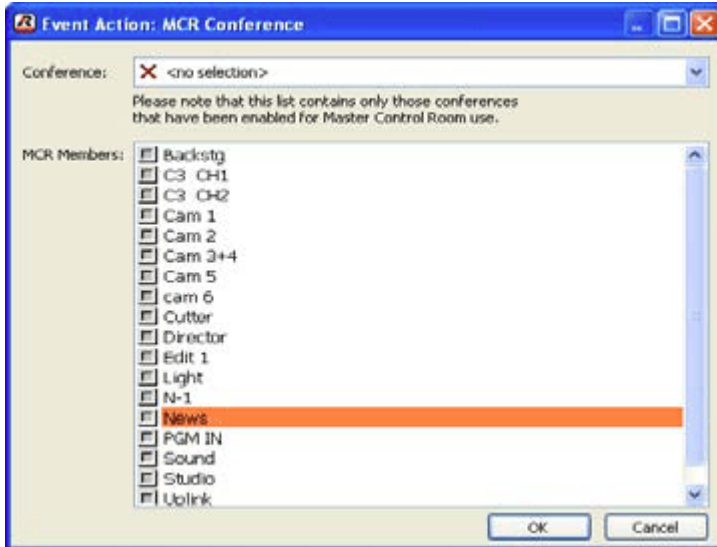 Event Action: MCR Conference
Conference:
<no selection>
Please note that this list contains only those conferences
that have been enabled for Master Control Room use.
MCR Members:
Backstg
C3 CH1
C3 CH2
Cam 1
Cam 2
Cam 3+4
Cam 5
cam 6
Cutter
Director
Edit 1
Light
N-1
News
PGM IN
Sound
Studio
Uplink
OK
Cancel